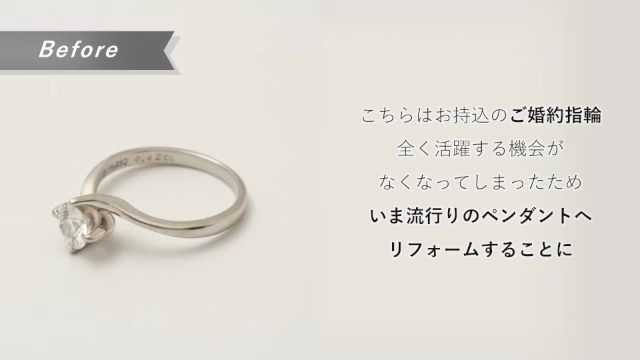 Before
こちらはお持込のご婚約指輪
全く活躍する機会が
なくなってしまったため
いま流行りのペンダントへ
リフォームすることに